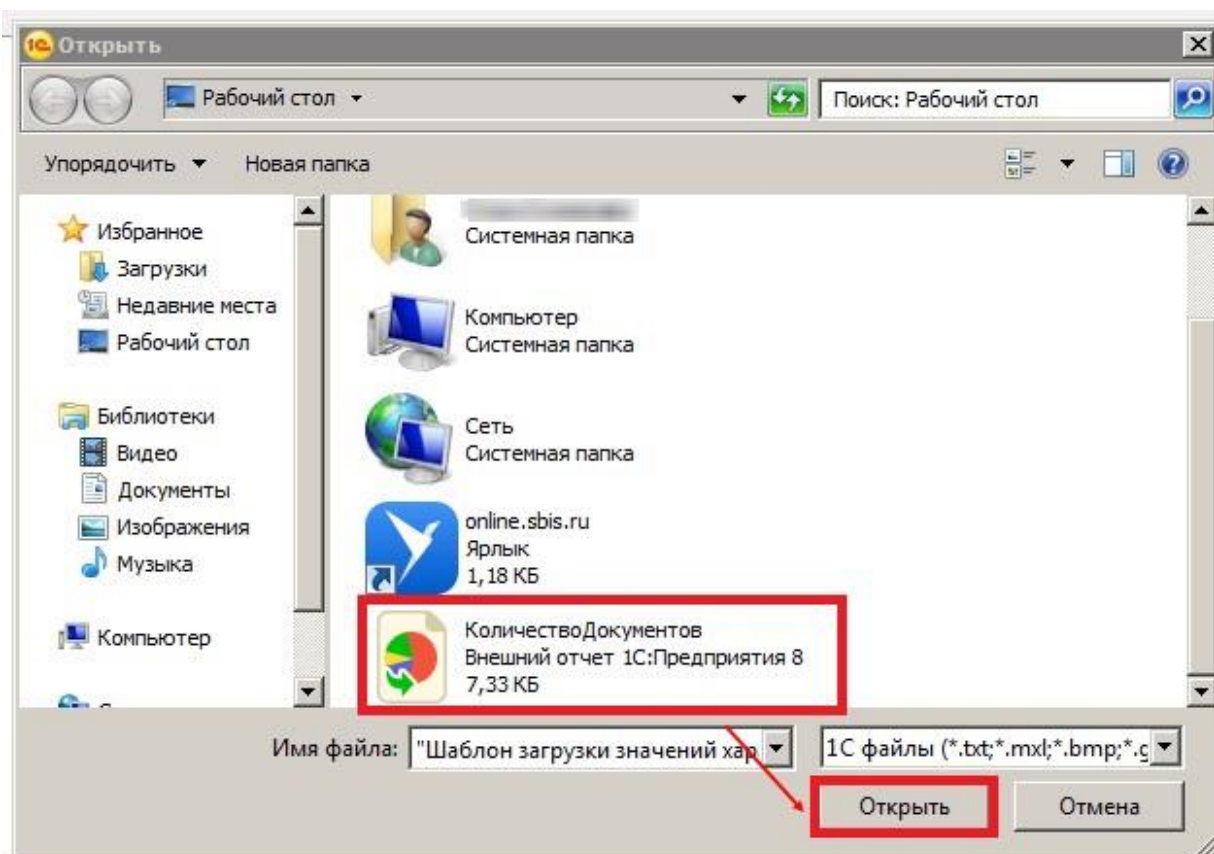 1С Открыть
Рабочий стол
Поиск: Рабочий стол
Упорядочить
Новая папка
Избранное
Загрузки
Недавние места
Рабочий стол
Библиотеки
Видео
Документы
Изображения
Музыка
Компьютер
Системная папка
Компьютер
Системная папка
Сеть
Системная папка
online.sbis.ru
Ярлык
1,18 КБ
КоличествоДокументов
Внешний отчет 1С:Предприятия 8
7,33 КБ
Имя файла:
"Шаблон загрузки значений хар
1С файлы (*.txt;*.mxl;*.bmp;*.g
Открыть
Отмена